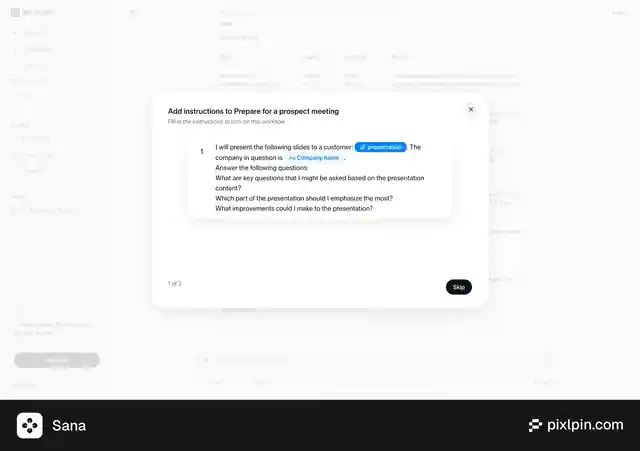 Add instructions to Prepare for a prospect meeting
Fill in the instructions to run on this workflow
1
I will present the following slides to a customer: presentation. The
company in question is Aa Company name .
Answer the following questions:
What are key questions that I might be asked based on the presentation
content?
Which part of the presentation should I emphasize the most?
What improvements could I make to the presentation?
1 of 2
Skip
Sana
pixlpin.com